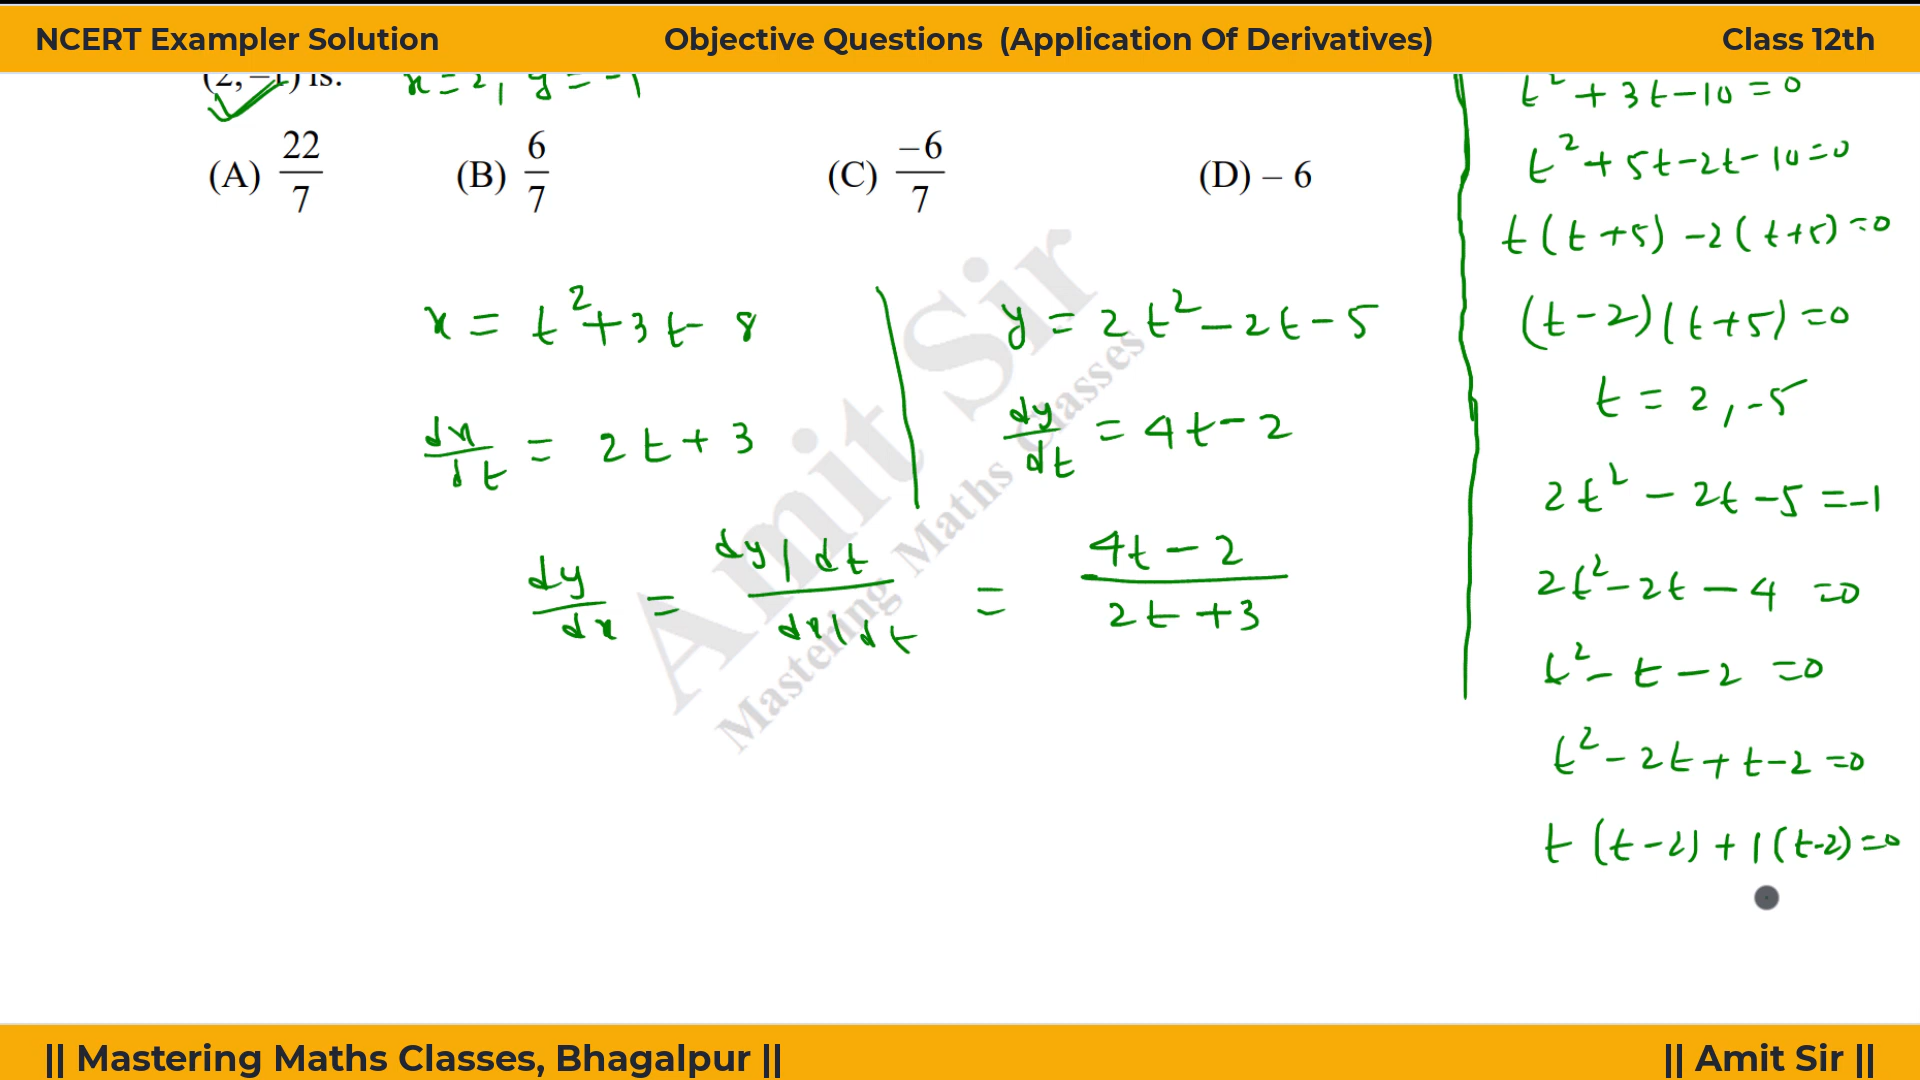 NCERT Exampler Solution Objective Questions (Application Of Derivatives) Class 12th
(2, –1) is: x = 2, y = -1
(A) 22/7 (B) 6/7 (C) –6/7 (D) – 6
x = t² + 3t - 8
dx/dt = 2t + 3
y = 2t² - 2t - 5
dy/dt = 4t - 2
dy/dx = dy/dt / dx/dt = 4t - 2 / 2t + 3
t² + 3t - 10 = 0
t² + 5t - 2t - 10 = 0
t(t+5) - 2(t+5) = 0
(t-2)(t+5) = 0
t = 2, -5
2t² - 2t - 5 = -1
2t² - 2t - 4 = 0
t² - t - 2 = 0
t² - 2t + t - 2 = 0
t(t-2) + 1(t-2) = 0
Amit Sir
Mastering Maths Classes
|| Mastering Maths Classes, Bhagalpur || || Amit Sir ||